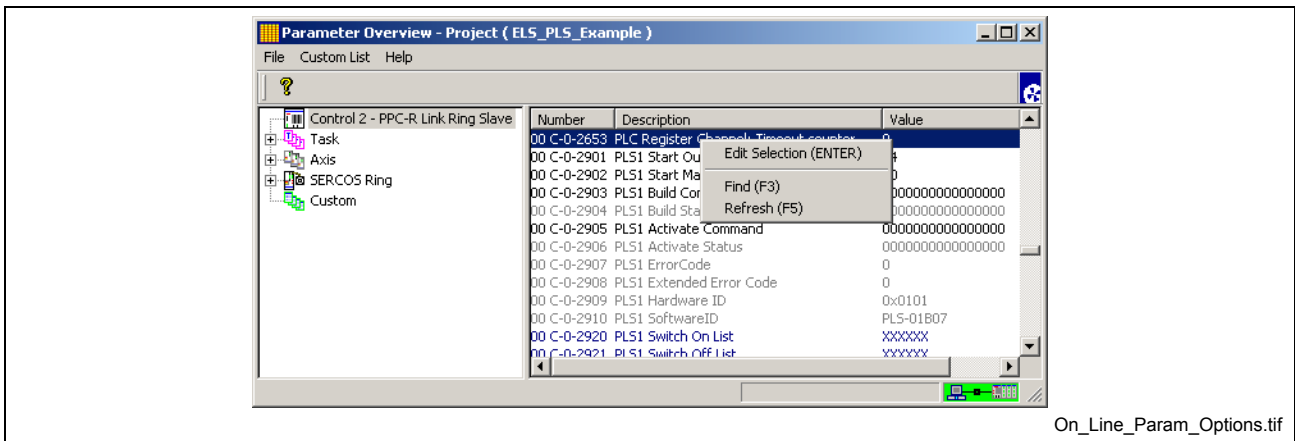 Parameter Overview - Project ( ELS_PLS_Example )
File Custom List Help
Control 2 - PPC-R Link Ring Slave
Task
Axis
SERCOS Ring
Custom
Number Description Value
00 C-0-2653 PLC Register Channel: Timeout counter 0
00 C-0-2901 PLS1 Start Ou
00 C-0-2902 PLS1 Start Ma
00 C-0-2903 PLS1 Build Co 0000000000000000
00 C-0-2904 PLS1 Build Sta 0000000000000000
00 C-0-2905 PLS1 Activate Command 0000000000000000
00 C-0-2906 PLS1 Activate Status 0000000000000000
00 C-0-2907 PLS1 ErrorCode 0
00 C-0-2908 PLS1 Extended Error Code 0
00 C-0-2909 PLS1 Hardware ID 0x0101
00 C-0-2910 PLS1 SoftwareID PLS-01B07
00 C-0-2920 PLS1 Switch On List XXXXXX
00 C-0-2921 PLS1 Switch Off List XXXXXX
Edit Selection (ENTER)
Find (F3)
Refresh (F5)
On_Line_Param_Options.tif